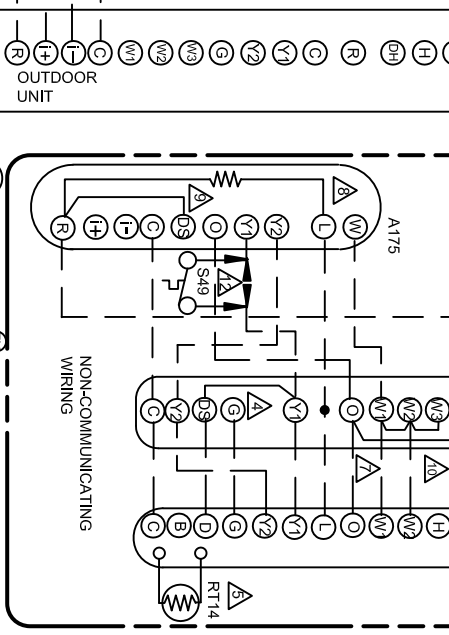 R i+ i- C W1 W2 W3 G Y2 Y1 C R DH H
OUTDOOR
UNIT
9 8
R i+ i- C DS O Y1 Y2 L W
A175
S49 12
NON-COMMUNICATING
WIRING
C Y2 DS G 4 Y1 O W1 W2 W3
7 10
C B D G Y2 Y1 L O W1 W2 H
RT14 5